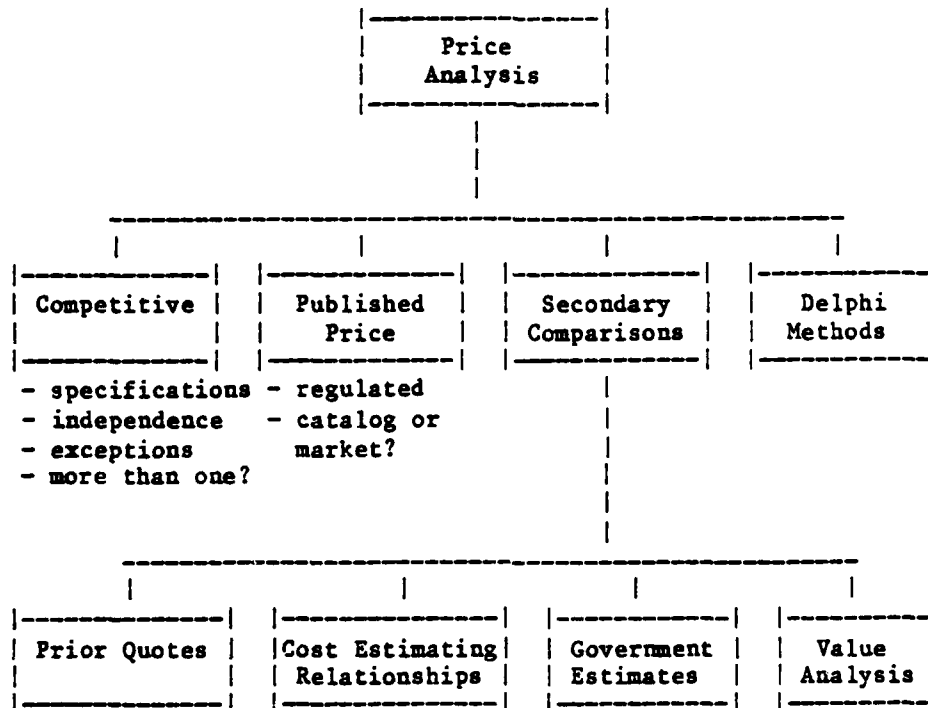 Price
Analysis
Competitive
Published
Price
Secondary
Comparisons
Delphi
Methods
- specifications
- independence
- exceptions
- more than one?
- regulated
- catalog or
market?
Prior Quotes
Cost Estimating
Relationships
Government
Estimates
Value
Analysis